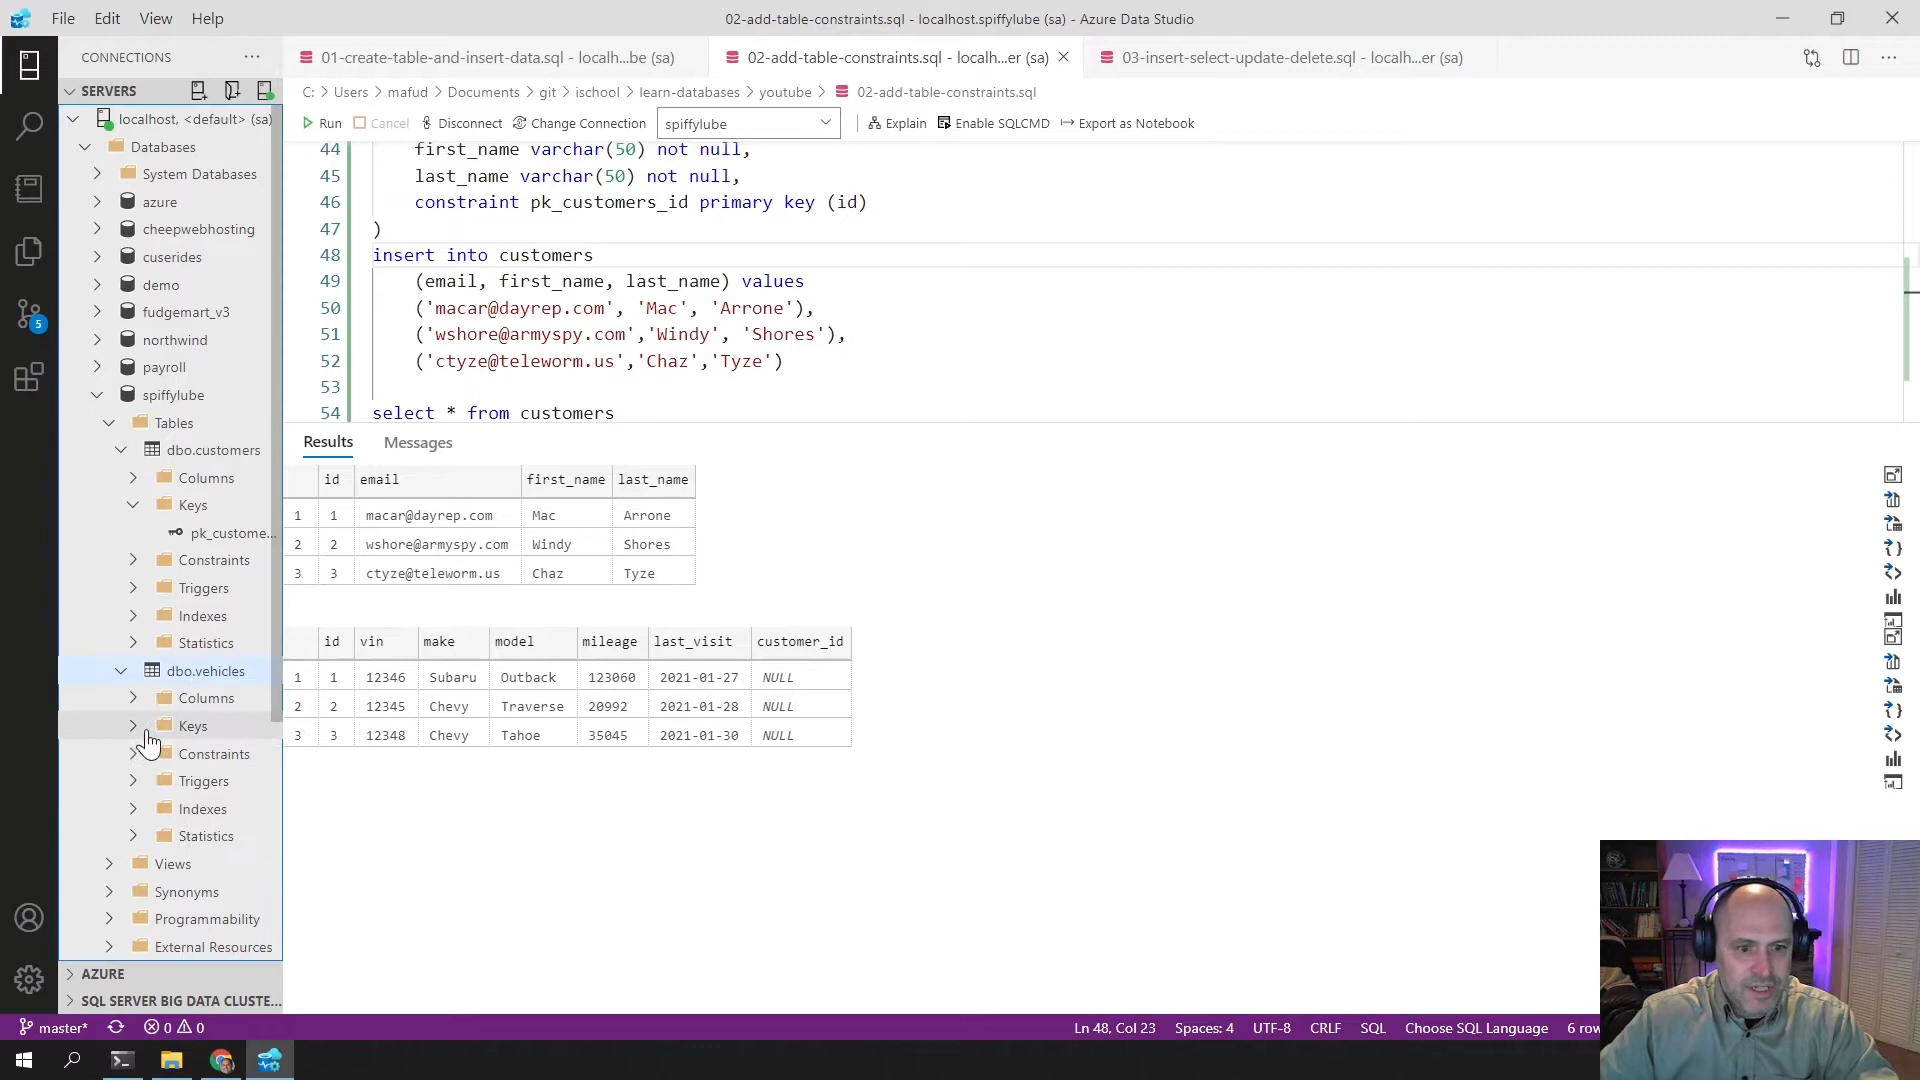 File Edit View Help
02-add-table-constraints.sql - localhost.spiffylube (sa) - Azure Data Studio
CONNECTIONS
01-create-table-and-insert-data.sql - localh...be (sa)
02-add-table-constraints.sql - localh...er (sa)
03-insert-select-update-delete.sql - localh...er (sa)
SERVERS
C: > Users > mafud > Documents > git > ischool > learn-databases > youtube > 02-add-table-constraints.sql
Run Cancel Disconnect Change Connection spiffylube Explain Enable SQLCMD Export as Notebook
localhost, <default> (sa)
Databases
System Databases
azure
cheepwebhosting
cuserides
demo
fudgemart_v3
northwind
payroll
spiffylube
Tables
dbo.customers
Columns
Keys
pk_custome...
Constraints
Triggers
Indexes
Statistics
dbo.vehicles
Columns
Keys
Constraints
Triggers
Indexes
Statistics
Views
Synonyms
Programmability
External Resources
AZURE
SQL SERVER BIG DATA CLUSTE...
44 first_name varchar(50) not null,
45 last_name varchar(50) not null,
46 constraint pk_customers_id primary key (id)
47 )
48 insert into customers
49 (email, first_name, last_name) values
50 ('macar@dayrep.com', 'Mac', 'Arrone'),
51 ('wshore@armyspy.com','Windy', 'Shores'),
52 ('ctyze@teleworm.us','Chaz','Tyze')
53
54 select * from customers
Results Messages
id email first_name last_name
1 1 macar@dayrep.com Mac Arrone
2 2 wshore@armyspy.com Windy Shores
3 3 ctyze@teleworm.us Chaz Tyze
id vin make model mileage last_visit customer_id
1 1 12346 Subaru Outback 123060 2021-01-27 NULL
2 2 12345 Chevy Traverse 20992 2021-01-28 NULL
3 3 12348 Chevy Tahoe 35045 2021-01-30 NULL
5
master* 0 0 Ln 48, Col 23 Spaces: 4 UTF-8 CRLF SQL Choose SQL Language 6 row